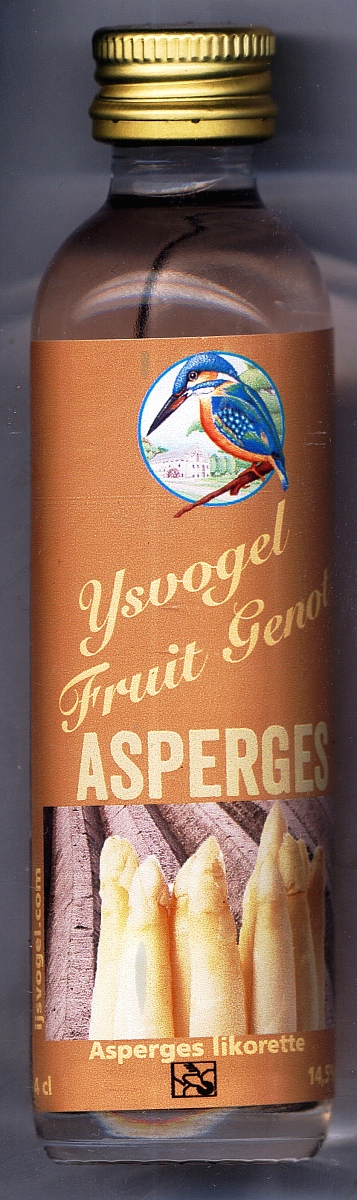 Ysvogel
Fruit Genot
ASPERGES
ijsvogel.com
Asperges likorette
4 cl
14,5%